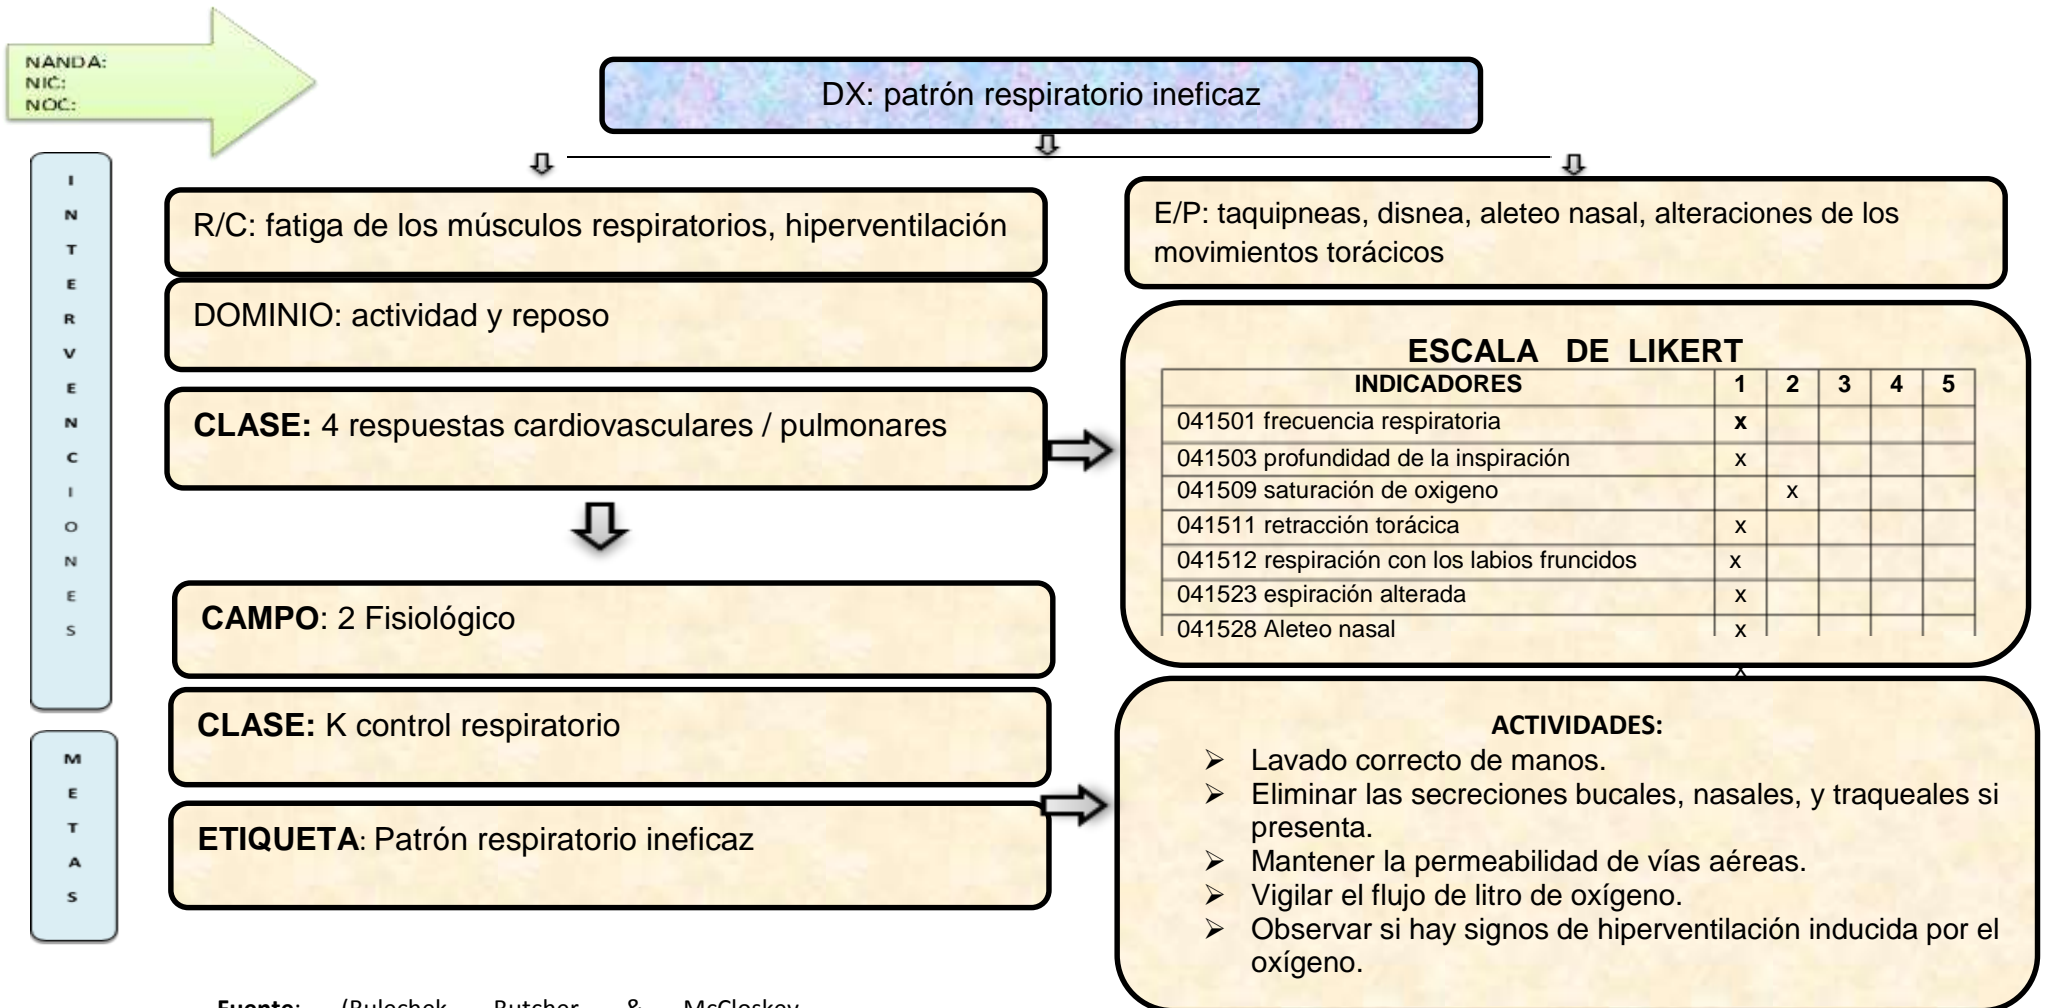 NANDA:
NIC:
NOC:
DX: patrón respiratorio ineficaz
INTERVENCIONES
METAS
R/C: fatiga de los músculos respiratorios, hiperventilación
DOMINIO: actividad y reposo
CLASE: 4 respuestas cardiovasculares / pulmonares
CAMPO: 2 Fisiológico
CLASE: K control respiratorio
ETIQUETA: Patrón respiratorio ineficaz
E/P: taquipneas, disnea, aleteo nasal, alteraciones de los
movimientos torácicos
ESCALA DE LIKERT
INDICADORES 1 2 3 4 5
041501 frecuencia respiratoria x
041503 profundidad de la inspiración x
041509 saturación de oxigeno x
041511 retracción torácica x
041512 respiración con los labios fruncidos x
041523 espiración alterada x
041528 Aleteo nasal x
x
ACTIVIDADES:
➢ Lavado correcto de manos.
➢ Eliminar las secreciones bucales, nasales, y traqueales si
presenta.
➢ Mantener la permeabilidad de vías aéreas.
➢ Vigilar el flujo de litro de oxígeno.
➢ Observar si hay signos de hiperventilación inducida por el
oxígeno.
Fuente: (Bulechek, Butcher, & McCloskey,